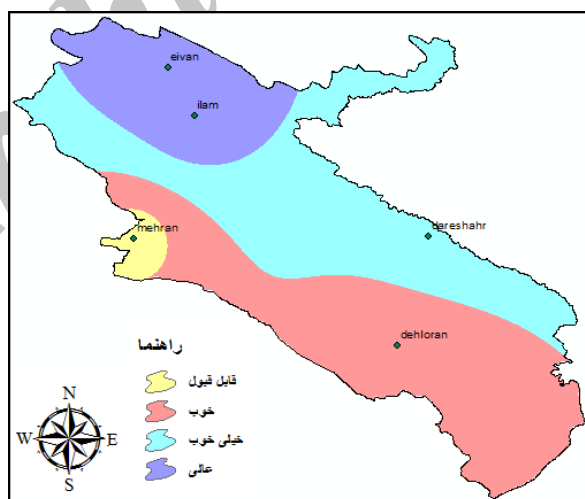 eivan
ilam
mehran
dareshahr
dehloran
راهنما
قابل قبول
خوب
خیلی خوب
عالی
N
W E
S